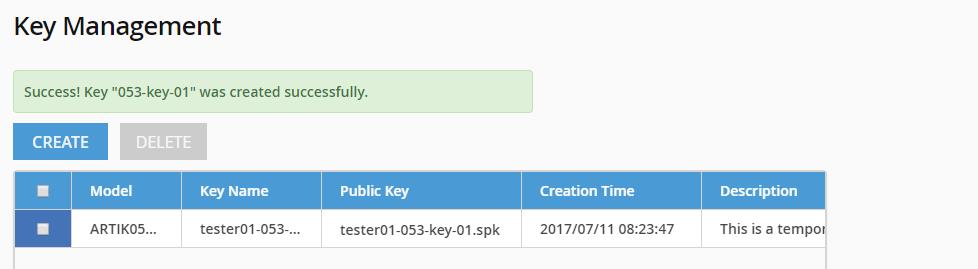 Key Management
Success! Key "053-key-01" was created successfully.
CREATE DELETE
Model Key Name Public Key Creation Time Description
ARTIK05... tester01-053-... tester01-053-key-01.spk 2017/07/11 08:23:47 This is a tempor